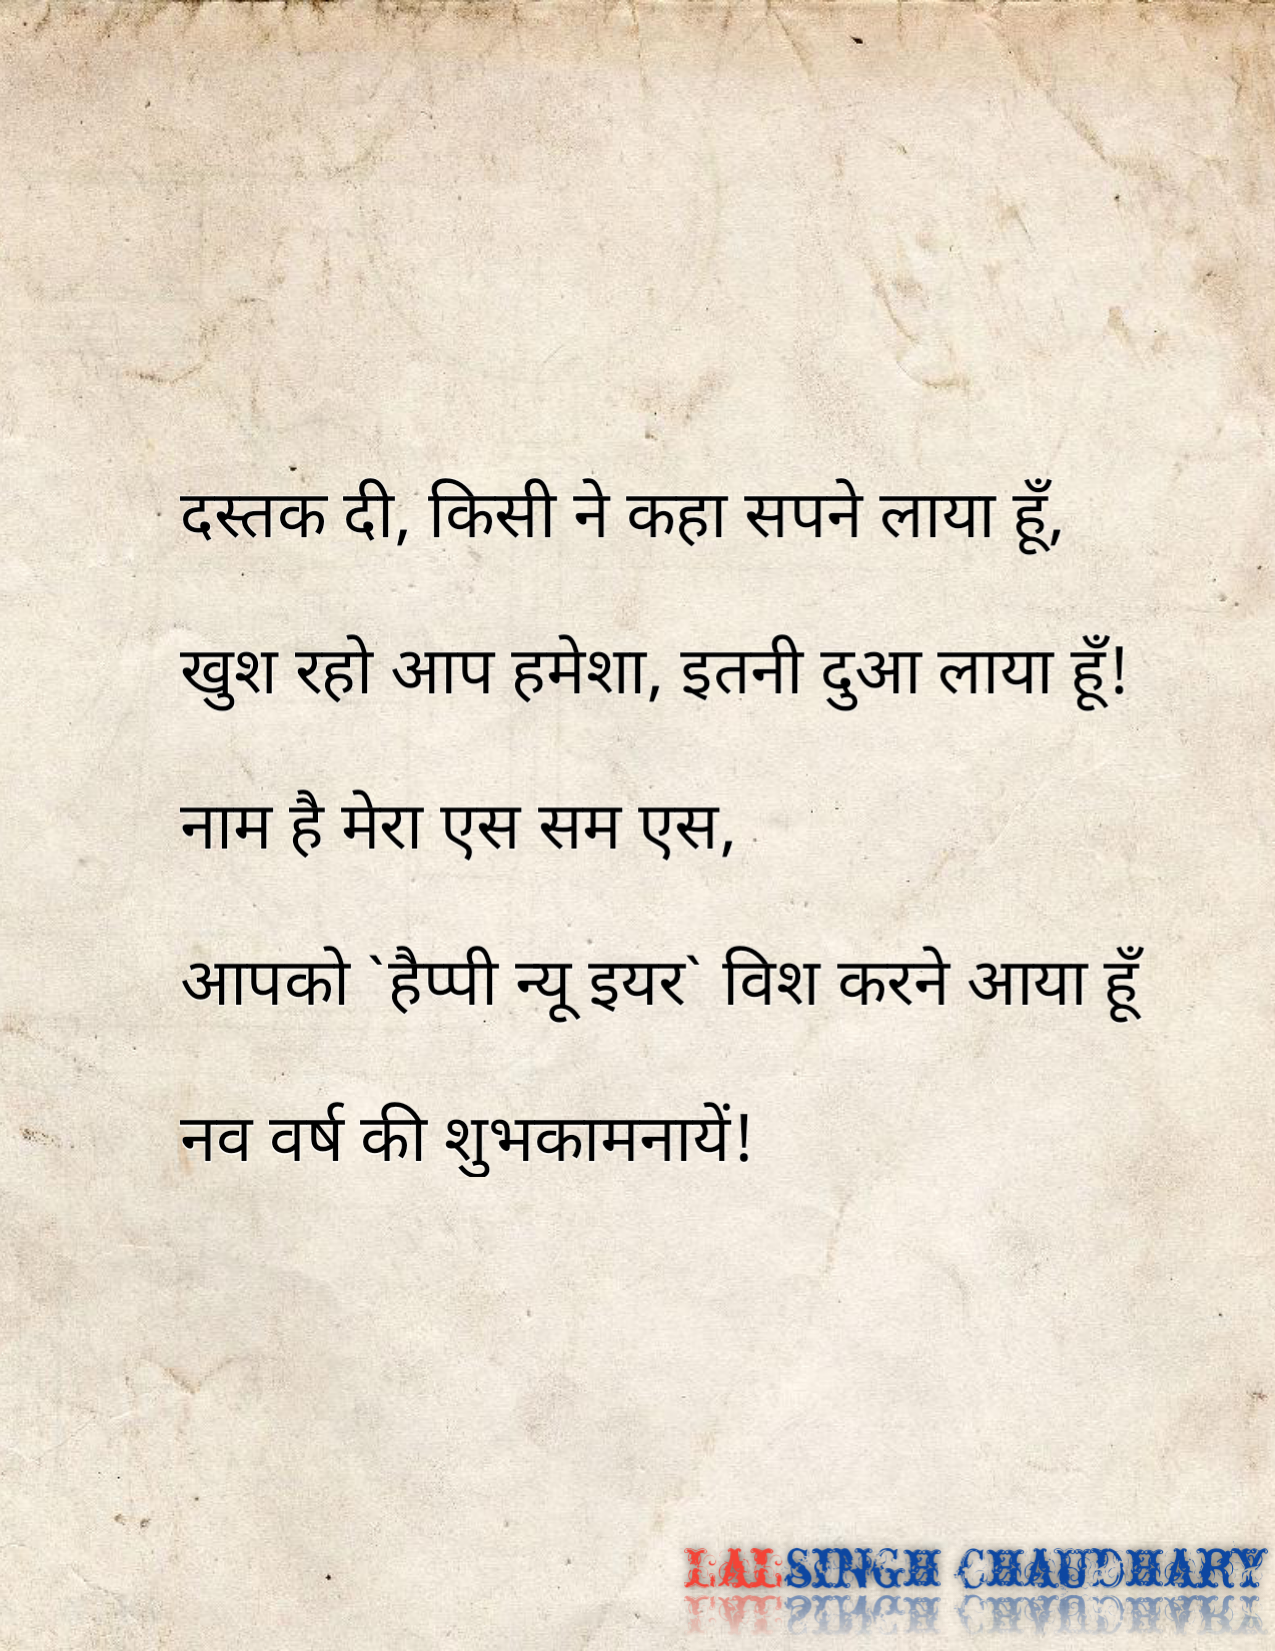 दस्तक दी, किसी ने कहा सपने लाया हूँ,
खुश रहो आप हमेशा, इतनी दुआ लाया हूँ!
नाम है मेरा एस सम एस,
आपको `हैप्पी न्यू इयर` विश करने आया हूँ
नव वर्ष की शुभकामनायें!
LALSINGH CHAUDHARY